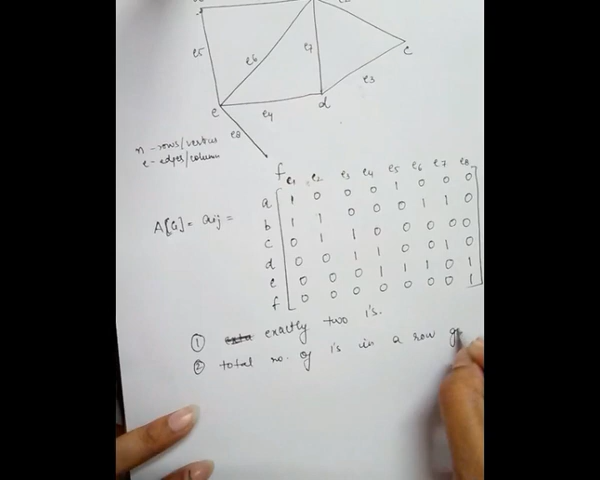 e5
e6
e7
c
e3
e
e4
d
e8
n - rows/vertices
e - edges/column
f
e1 e2 e3 e4 e5 e6 e7 e8
a 1 0 0 0 1 0 0 0
A[G] = aij =
b 1 1 0 0 0 1 1 0
c 0 1 1 0 0 0 0 0
d 0 0 1 1 0 0 1 0
e 0 0 0 1 1 1 0 1
f 0 0 0 0 0 0 0 1
① exactly two 1's.
② total no. of 1's in a row